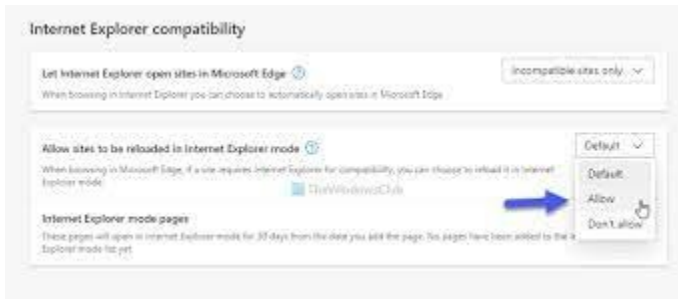 Internet Explorer compatibility
Let Internet Explorer open sites in Microsoft Edge
Incompatible sites only
When browsing in Internet Explorer you can choose to automatically open sites in Microsoft Edge
Allow sites to be reloaded in Internet Explorer mode
Default
When browsing in Microsoft Edge, if a site requires Internet Explorer for compatibility, you can choose to reload it in Internet
Explorer mode
Default
TheWindowsClub
Allow
Don't allow
Internet Explorer mode pages
These pages will open in Internet Explorer mode for 30 days from the date you add the page. No pages have been added to the
Explorer mode list yet